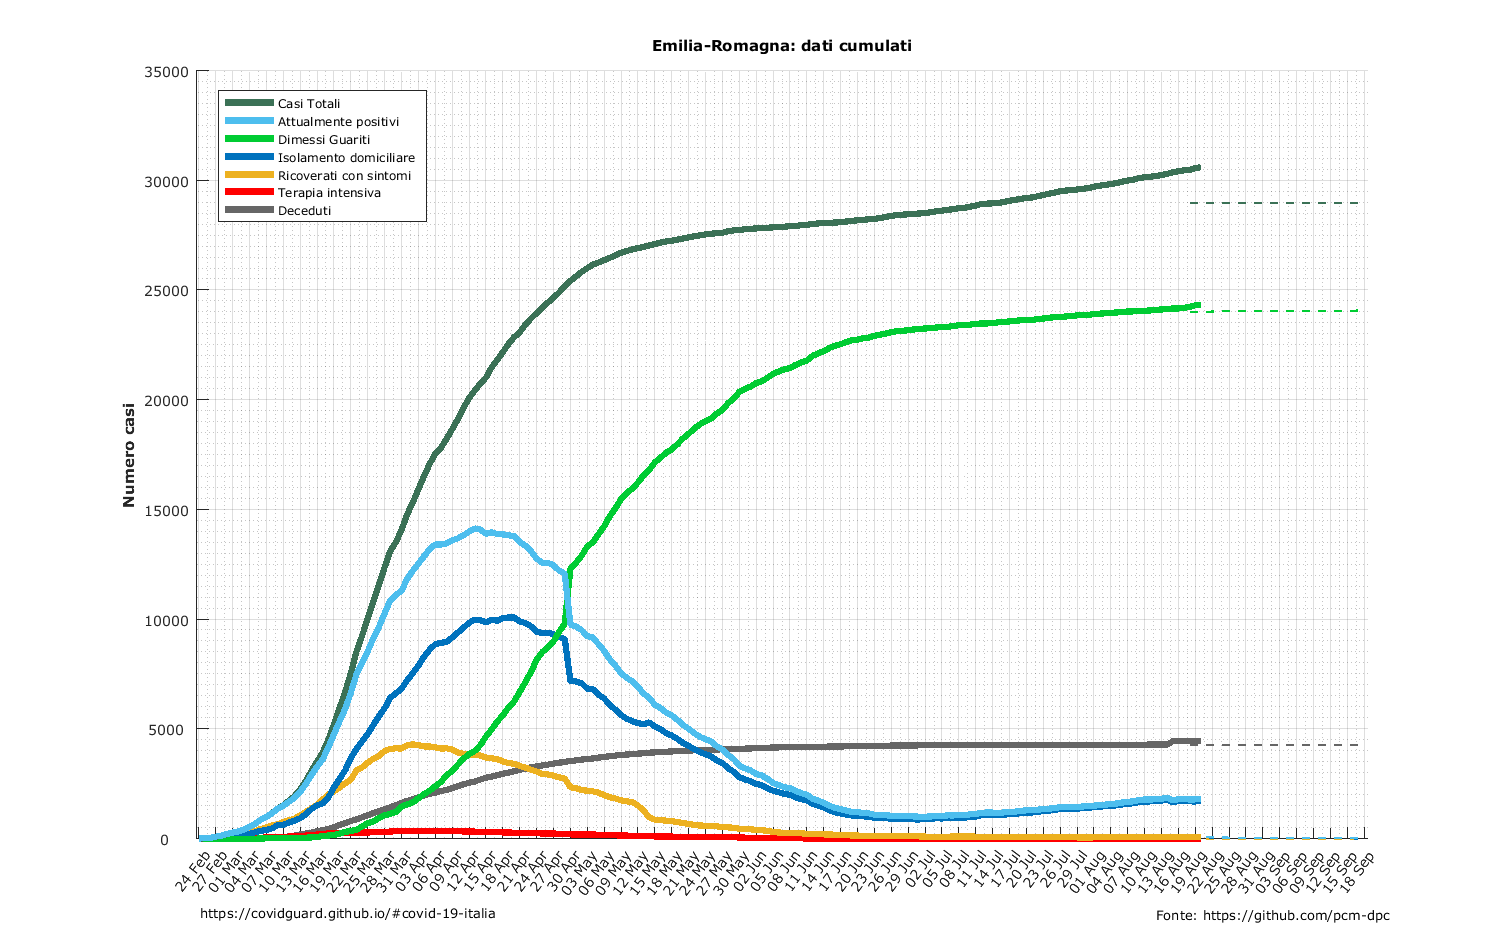 Emilia-Romagna: dati cumulati
35000
30000
25000
20000
15000
10000
5000
0
Numero casi
Casi Totali
Attualmente positivi
Dimessi Guariti
Isolamento domiciliare
Ricoverati con sintomi
Terapia intensiva
Deceduti
24 Feb
27 Feb
01 Mar
04 Mar
07 Mar
10 Mar
13 Mar
16 Mar
19 Mar
22 Mar
25 Mar
28 Mar
31 Mar
03 Apr
06 Apr
09 Apr
12 Apr
15 Apr
18 Apr
21 Apr
24 Apr
27 Apr
30 Apr
03 May
06 May
09 May
12 May
15 May
18 May
21 May
24 May
27 May
30 May
02 Jun
05 Jun
08 Jun
11 Jun
14 Jun
17 Jun
20 Jun
23 Jun
26 Jun
29 Jun
02 Jul
05 Jul
08 Jul
11 Jul
14 Jul
17 Jul
20 Jul
23 Jul
26 Jul
29 Jul
01 Aug
04 Aug
07 Aug
10 Aug
13 Aug
16 Aug
19 Aug
22 Aug
25 Aug
28 Aug
31 Aug
03 Sep
06 Sep
09 Sep
12 Sep
15 Sep
18 Sep
https://covidguard.github.io/#covid-19-italia
Fonte: https://github.com/pcm-dpc